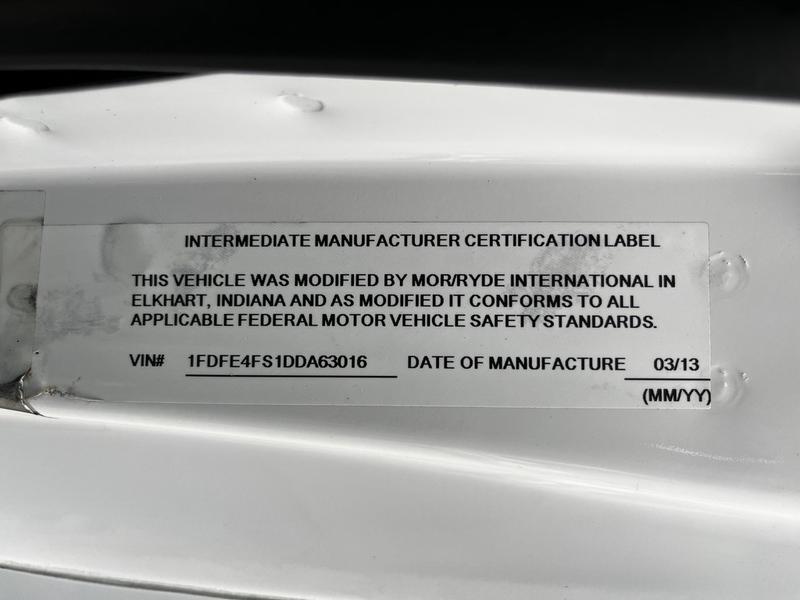 INTERMEDIATE MANUFACTURER CERTIFICATION LABEL
THIS VEHICLE WAS MODIFIED BY MOR/RYDE INTERNATIONAL IN
ELKHART, INDIANA AND AS MODIFIED IT CONFORMS TO ALL
APPLICABLE FEDERAL MOTOR VEHICLE SAFETY STANDARDS.
VIN# 1FDFE4FS1DDA63016 DATE OF MANUFACTURE 03/13
(MM/YY)